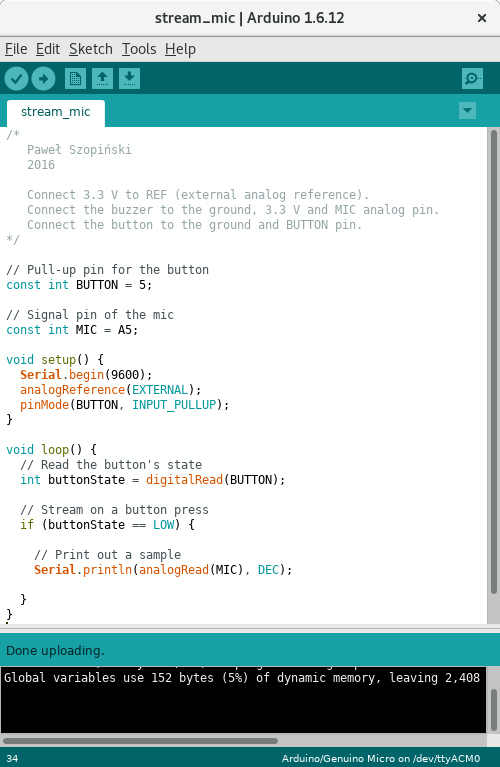 stream_mic | Arduino 1.6.12
File Edit Sketch Tools Help
stream_mic
/*
   Paweł Szopiński
   2016

   Connect 3.3 V to REF (external analog reference).
   Connect the buzzer to the ground, 3.3 V and MIC analog pin.
   Connect the button to the ground and BUTTON pin.
*/

// Pull-up pin for the button
const int BUTTON = 5;

// Signal pin of the mic
const int MIC = A5;

void setup() {
  Serial.begin(9600);
  analogReference(EXTERNAL);
  pinMode(BUTTON, INPUT_PULLUP);
}

void loop() {
  // Read the button's state
  int buttonState = digitalRead(BUTTON);

  // Stream on a button press
  if (buttonState == LOW) {

    // Print out a sample
    Serial.println(analogRead(MIC), DEC);

  }
}
Done uploading.
Global variables use 152 bytes (5%) of dynamic memory, leaving 2,408
34
Arduino/Genuino Micro on /dev/ttyACM0